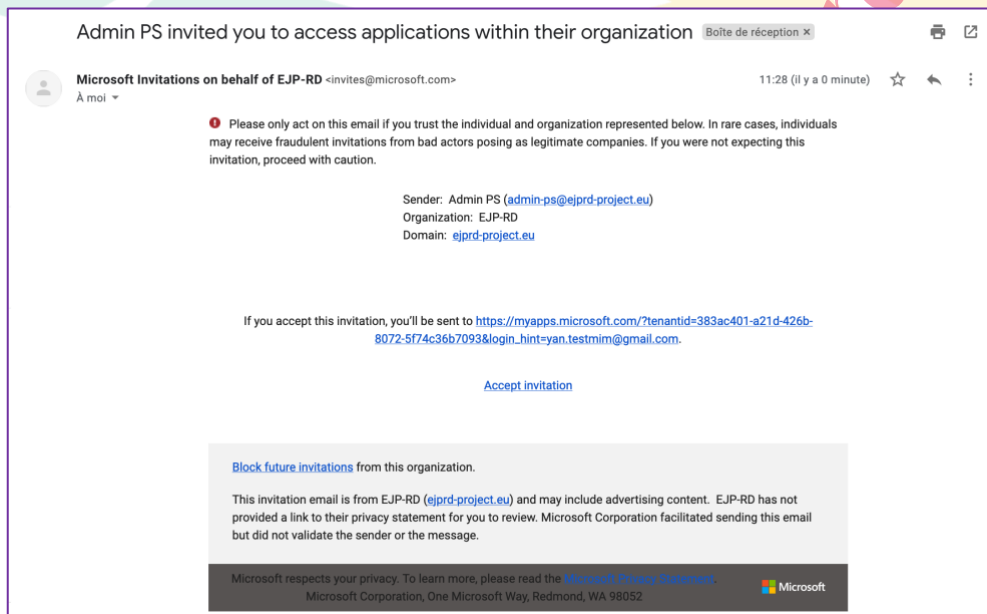 Admin PS invited you to access applications within their organization Boîte de réception ×
Microsoft Invitations on behalf of EJP-RD <invites@microsoft.com> 11:28 (il y a 0 minute)
À moi
Please only act on this email if you trust the individual and organization represented below. In rare cases, individuals
may receive fraudulent invitations from bad actors posing as legitimate companies. If you were not expecting this
invitation, proceed with caution.
Sender: Admin PS (admin-ps@ejprd-project.eu)
Organization: EJP-RD
Domain: ejprd-project.eu
If you accept this invitation, you'll be sent to https://myapps.microsoft.com/?tenantid=383ac401-a21d-426b-
8072-5f74c36b7093&login_hint=yan.testmim@gmail.com.
Accept invitation
Block future invitations from this organization.
This invitation email is from EJP-RD (ejprd-project.eu) and may include advertising content. EJP-RD has not
provided a link to their privacy statement for you to review. Microsoft Corporation facilitated sending this email
but did not validate the sender or the message.
Microsoft respects your privacy. To learn more, please read the Microsoft Privacy Statement.
Microsoft Corporation, One Microsoft Way, Redmond, WA 98052
Microsoft